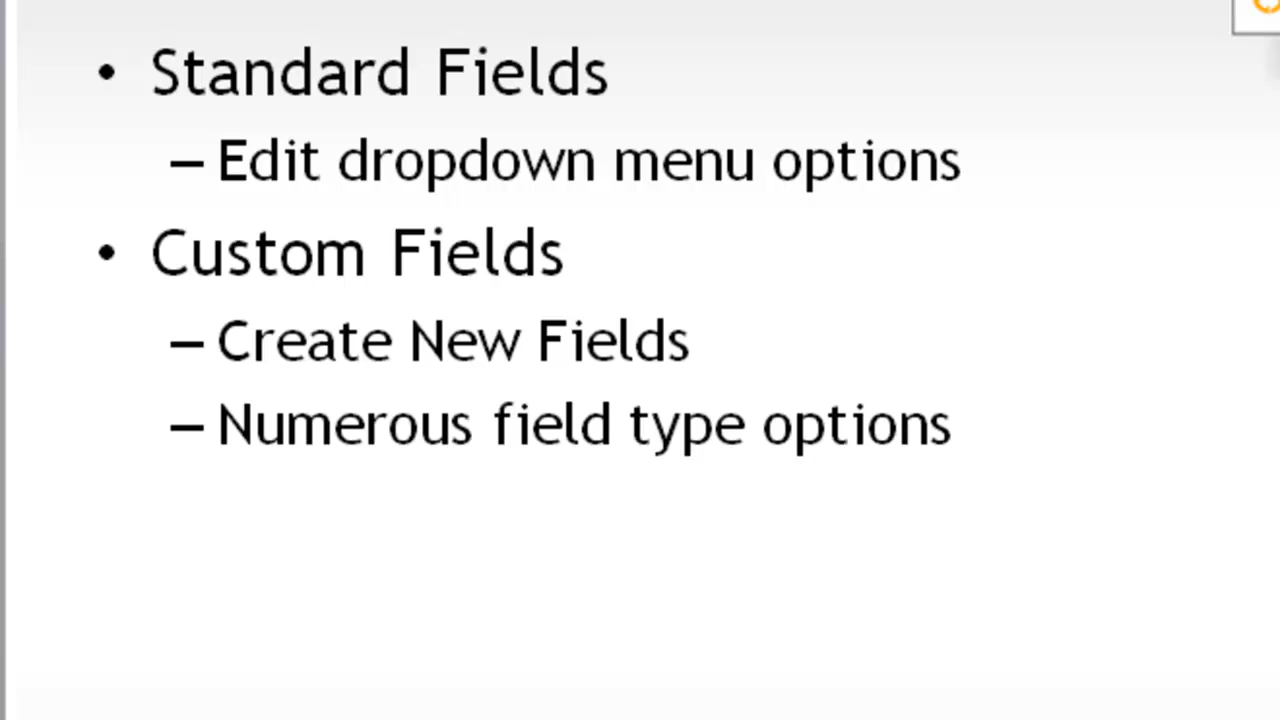 • Standard Fields
– Edit dropdown menu options
• Custom Fields
– Create New Fields
– Numerous field type options